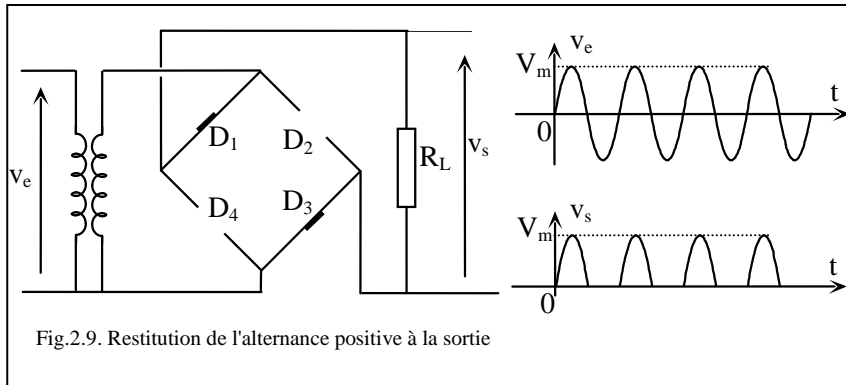 v_e
D_1
D_2
D_4
D_3
R_L
v_s
V_m
v_e
t
0
V_m
v_s
t
0
Fig.2.9. Restitution de l'alternance positive à la sortie